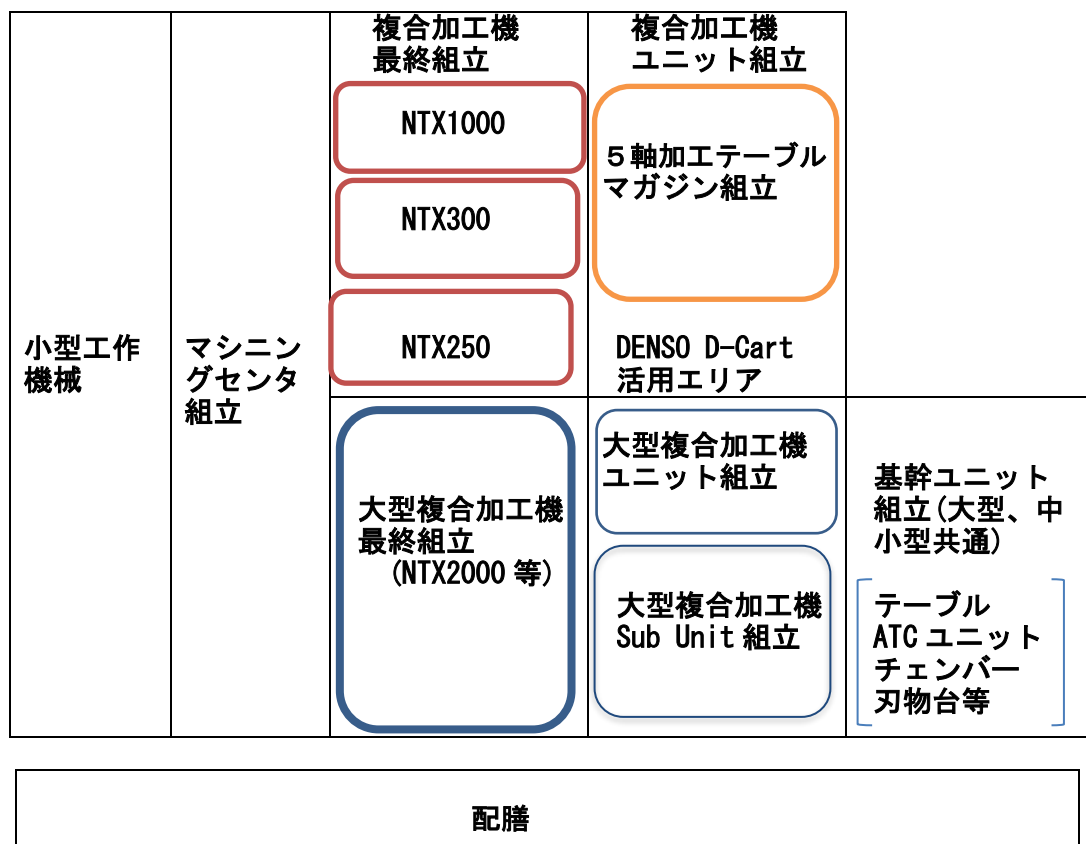 複合加工機
最終組立
複合加工機
ユニット組立
NTX1000
５軸加工テーブル
マガジン組立
NTX300
小型工作
機械
マシニン
グセンタ
組立
NTX250
DENSO D-Cart
活用エリア
大型複合加工機
最終組立
(NTX2000 等)
大型複合加工機
ユニット組立
大型複合加工機
Sub Unit 組立
基幹ユニット
組立(大型、中
小型共通)
テーブル
ATC ユニット
チェンバー
刃物台等
配膳